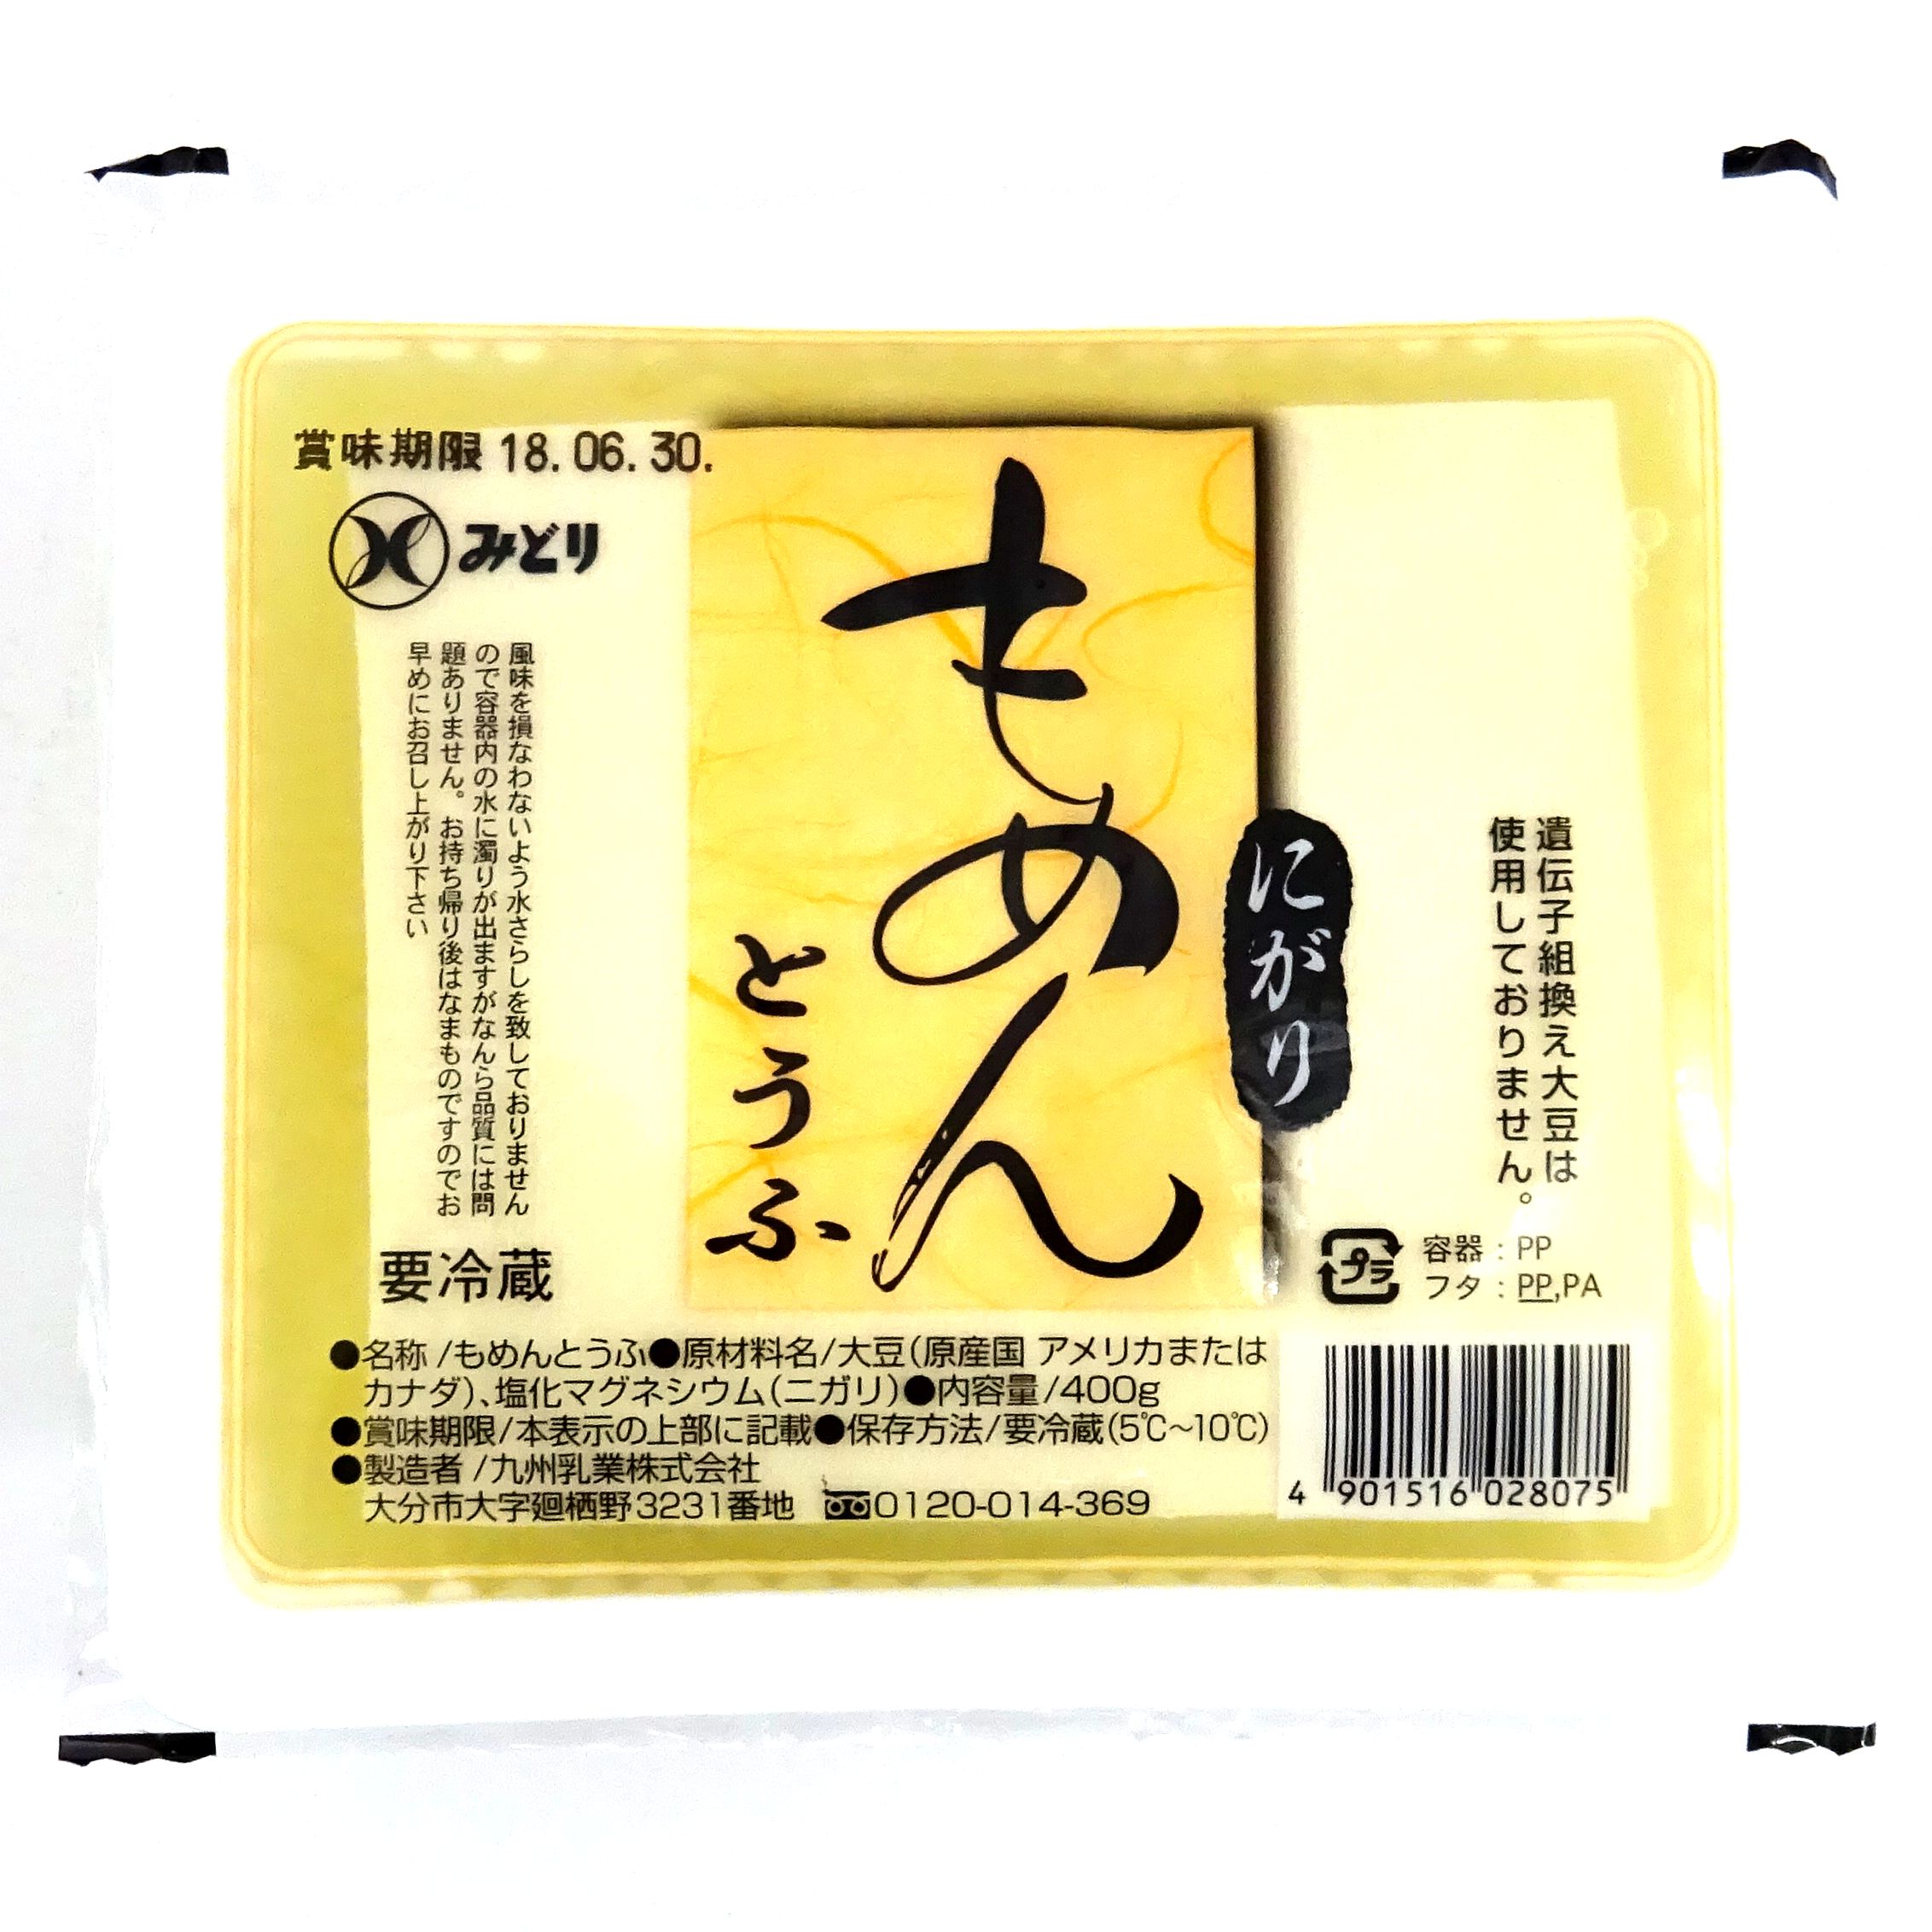 賞味期限 18.06.30.
みどり
もめん
とうふ
にがり
遺伝子組換え大豆は
使用しておりません。
風味を損なわないよう水さらしを致しておりません
ので容器内の水に濁りが出ますがなんら品質には問
題ありません。お持ち帰り後はなまものですのでお
早めにお召し上がり下さい
要冷蔵
プラ
容器:PP
フタ:PP,PA
●名称/もめんとうふ●原材料名/大豆(原産国 アメリカまたは
カナダ)、塩化マグネシウム(ニガリ)●内容量/400g
●賞味期限/本表示の上部に記載●保存方法/要冷蔵(5℃~10℃)
●製造者/九州乳業株式会社
大分市大字廻栖野3231番地 0120-014-369
4 901516 028075